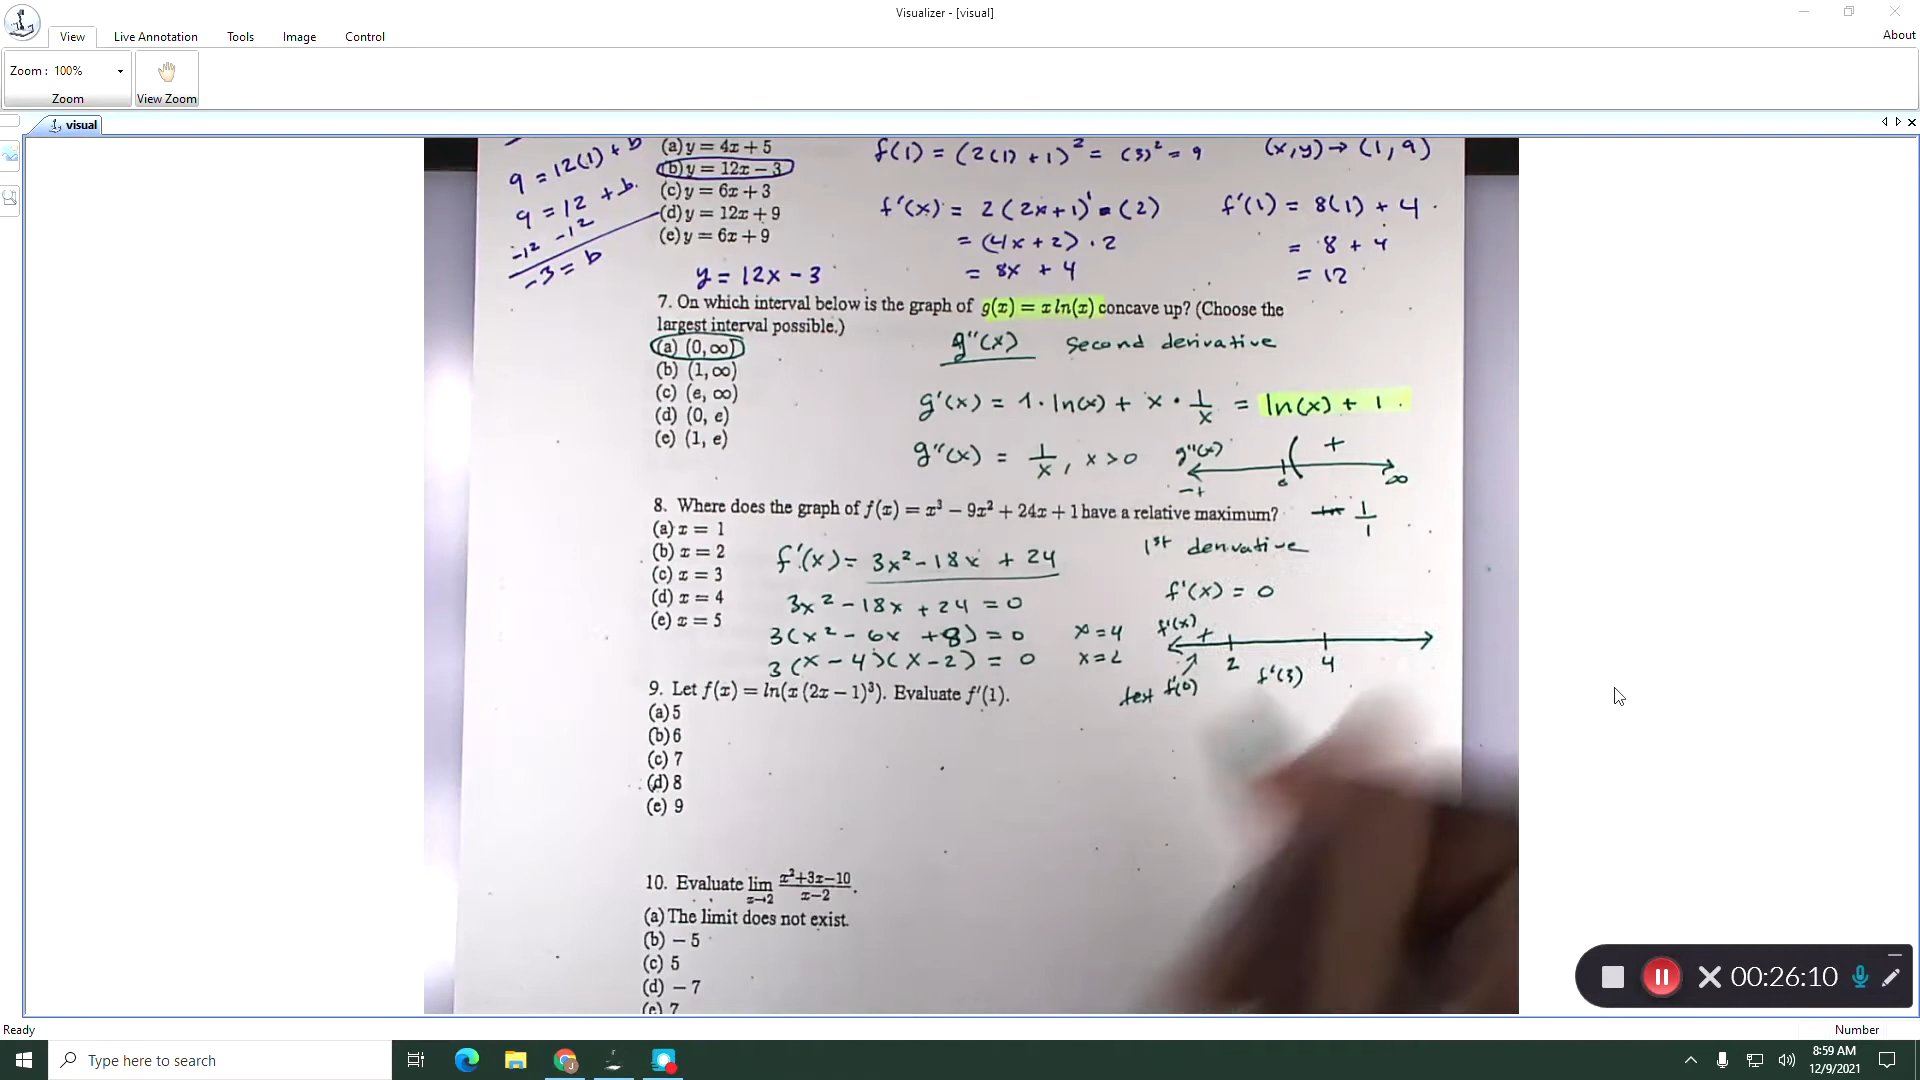 Visualizer - [visual]
View Live Annotation Tools Image Control About
Zoom : 100%
Zoom View Zoom
visual
9 = 12(1) + b
9 = 12 + b.
-12 -12
-3 = b
(a) y = 4x + 5
(b) y = 12x − 3
(c) y = 6x + 3
(d) y = 12x + 9
(e) y = 6x + 9
y = 12x - 3
f(1) = (2(1) + 1)² = (3)² = 9 (x,y) → (1, 9)
f'(x) = 2(2x+1)¹ • (2) f'(1) = 8(1) + 4
= (4x + 2) · 2 = 8 + 4
= 8x + 4 = 12
7. On which interval below is the graph of g(x) = x ln(x) concave up? (Choose the
largest interval possible.)
(a) (0, ∞)
(b) (1, ∞)
(c) (e, ∞)
(d) (0, e)
(e) (1, e)
g''(x) second derivative
g'(x) = 1 · ln(x) + x · 1/x = ln(x) + 1
g''(x) = 1/x, x > 0 g''(x) ( +
0 ∞
1/1
8. Where does the graph of f(x) = x³ − 9x² + 24x + 1 have a relative maximum?
(a) x = 1
(b) x = 2
(c) x = 3
(d) x = 4
(e) x = 5
f'(x) = 3x² - 18x + 24
3x² - 18x + 24 = 0
3(x² - 6x + 8) = 0
3(x - 4)(x - 2) = 0
x = 4
x = 2
1st derivative
f'(x) = 0
f'(x) +
2 4
test f'(0) f'(3)
9. Let f(x) = ln(x (2x − 1)³). Evaluate f′(1).
(a) 5
(b) 6
(c) 7
(d) 8
(e) 9
10. Evaluate lim x→2 x²+3x−10 / x−2.
(a) The limit does not exist.
(b) − 5
(c) 5
(d) − 7
(e) 7
00:26:10
Ready Number
Type here to search
8:59 AM
12/9/2021